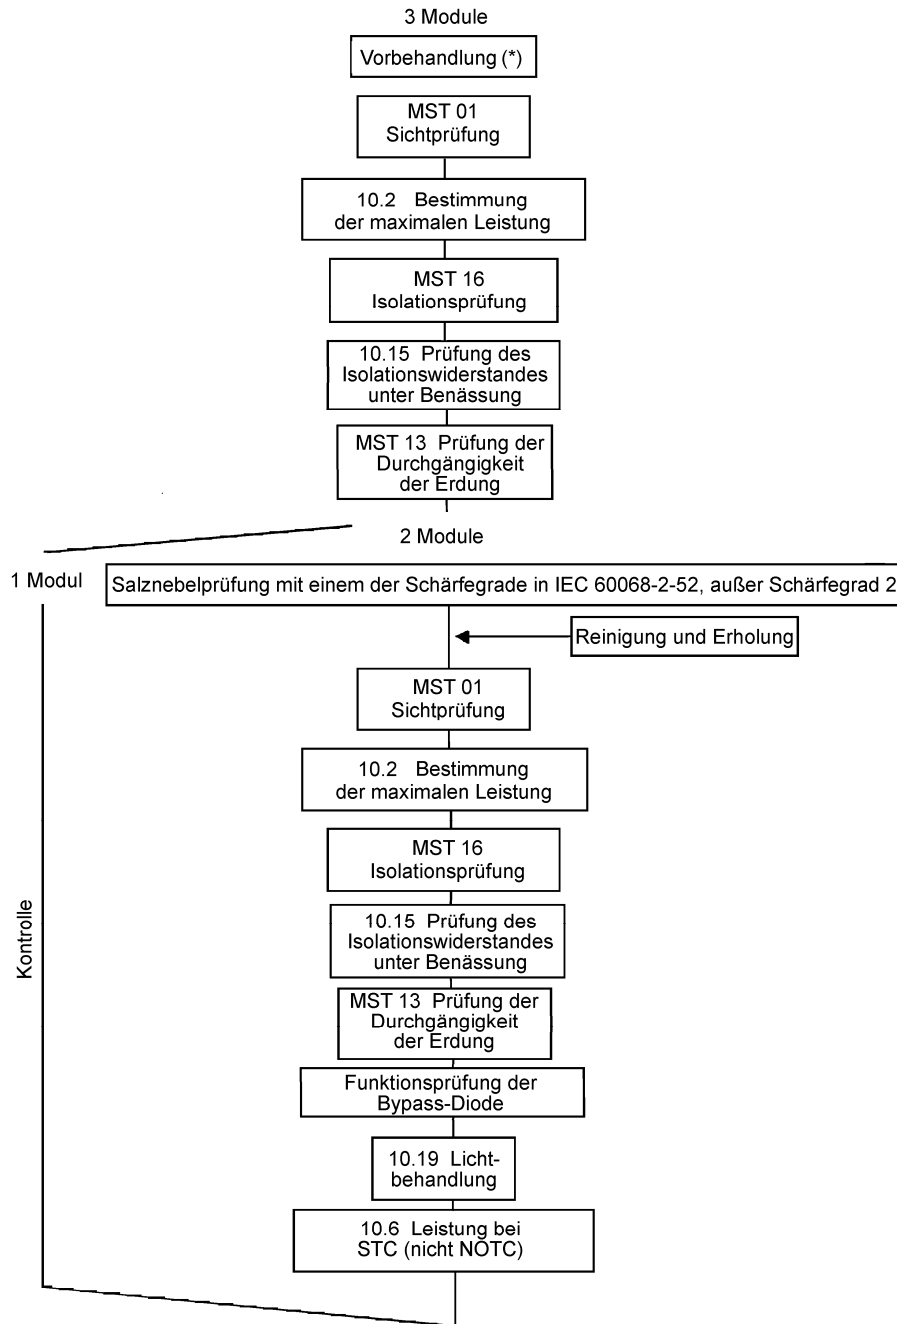 3 Module
Vorbehandlung (*)
MST 01
Sichtprüfung
10.2 Bestimmung
der maximalen Leistung
MST 16
Isolationsprüfung
10.15 Prüfung des
Isolationswiderstandes
unter Benässung
MST 13 Prüfung der
Durchgängigkeit
der Erdung
2 Module
1 Modul
Salznebelprüfung mit einem der Schärfegrade in IEC 60068-2-52, außer Schärfegrad 2
Reinigung und Erholung
MST 01
Sichtprüfung
10.2 Bestimmung
der maximalen Leistung
MST 16
Isolationsprüfung
Kontrolle
10.15 Prüfung des
Isolationswiderstandes
unter Benässung
MST 13 Prüfung der
Durchgängigkeit
der Erdung
Funktionsprüfung der
Bypass-Diode
10.19 Licht-
behandlung
10.6 Leistung bei
STC (nicht NOTC)